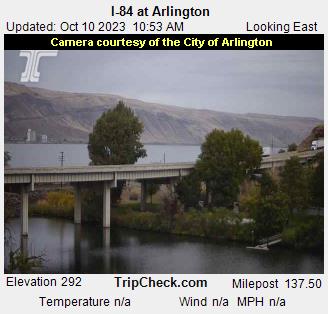 I-84 at Arlington
Updated: Oct 10 2023 10:53 AM Looking East
Camera courtesy of the City of Arlington
Elevation 292 TripCheck.com Milepost 137.50
Temperature n/a Wind n/a MPH n/a